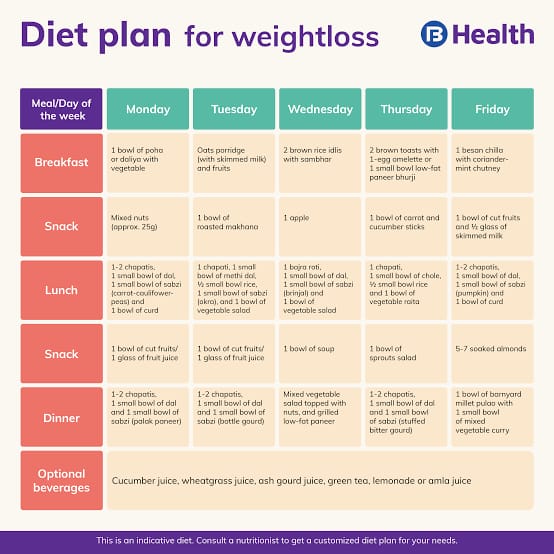 Diet plan for weightloss
B Health
Meal/Day of
the week
Monday
Tuesday
Wednesday
Thursday
Friday
Breakfast
1 bowl of poha
or daliya with
vegetable
Oats porridge
(with skimmed milk)
and fruits
2 brown rice idlis
with sambhar
2 brown toasts with
1-egg omelette or
1 small bowl low-fat
paneer bhurji
1 besan chilla
with coriander-
mint chutney
Snack
Mixed nuts
(approx. 25g)
1 bowl of
roasted makhana
1 apple
1 bowl of carrot and
cucumber sticks
1 bowl of cut fruits
and ½ glass of
skimmed milk
Lunch
1-2 chapatis,
1 small bowl of dal,
1 small bowl of sabzi
(carrot-cauliflower-
peas) and
1 bowl of curd
1 chapati, 1 small
bowl of methi dal,
½ small bowl rice,
1 small bowl of sabzi
(okra), and 1 bowl of
vegetable salad
1 bajra roti,
1 small bowl of dal,
1 small bowl of sabzi
(brinjal) and
1 bowl of
vegetable salad
1 chapati,
1 small bowl of chole,
½ small bowl rice
and 1 bowl of
vegetable raita
1-2 chapatis,
1 small bowl of dal,
1 small bowl of sabzi
(pumpkin) and
1 bowl of curd
Snack
1 bowl of cut fruits/
1 glass of fruit juice
1 bowl of cut fruits/
1 glass of fruit juice
1 bowl of soup
1 bowl of
sprouts salad
5-7 soaked almonds
Dinner
1-2 chapatis,
1 small bowl of dal
and 1 small bowl of
sabzi (palak paneer)
1-2 chapatis,
1 small bowl of dal
and 1 small bowl of
sabzi (bottle gourd)
Mixed vegetable
salad topped with
nuts, and grilled
low-fat paneer
1-2 chapatis,
1 small bowl of dal
and 1 small bowl
of sabzi (stuffed
bitter gourd)
1 bowl of barnyard
millet pulao with
1 small bowl
of mixed
vegetable curry
Optional
beverages
Cucumber juice, wheatgrass juice, ash gourd juice, green tea, lemonade or amla juice
This is an indicative diet. Consult a nutritionist to get a customized diet plan for your needs.